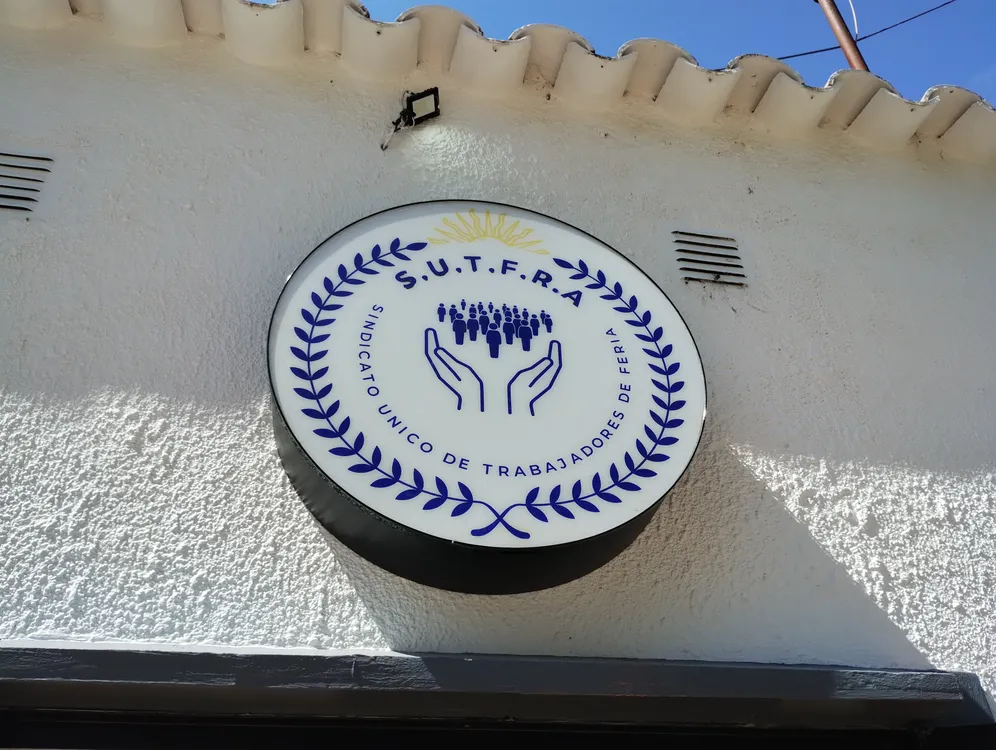 S.U.T.F.R.A
SINDICATO UNICO DE TRABAJADORES DE FERIA